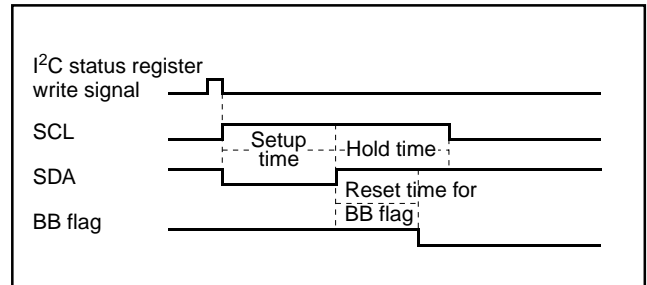 I²C status register
write signal
SCL
Setup
time
Hold time
SDA
Reset time for
BB flag
BB flag